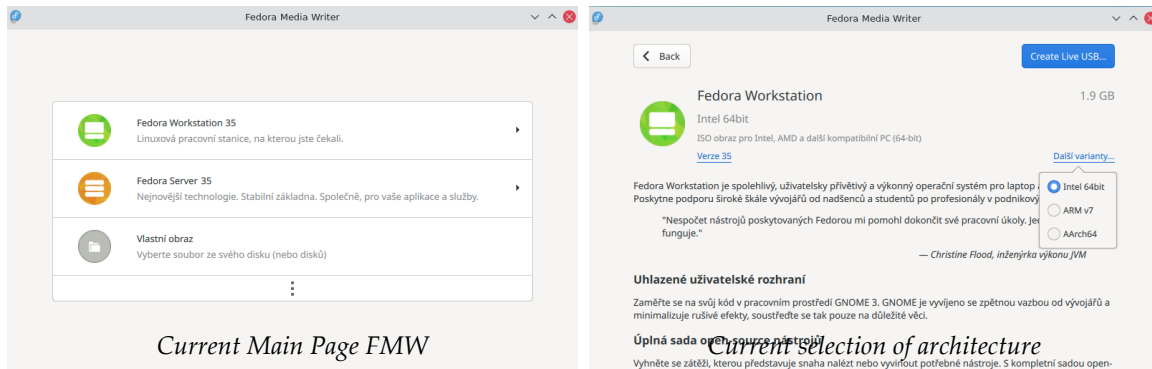 Fedora Media Writer
Fedora Workstation 35
Linuxová pracovní stanice, na kterou jste čekali.
Fedora Server 35
Nejnovější technologie. Stabilní základna. Společně, pro vaše aplikace a služby.
Vlastní obraz
Vyberte soubor ze svého disku (nebo disků)
Current Main Page FMW
Fedora Media Writer
Back
Create Live USB...
Fedora Workstation
1.9 GB
Intel 64bit
ISO obraz pro Intel, AMD a další kompatibilní PC (64-bit)
Verze 35
Další varianty...
Intel 64bit
ARM v7
AArch64
Fedora Workstation je spolehlivý, uživatelsky přívětivý a výkonný operační systém pro laptop
Poskytne podporu široké škále vývojářů od nadšenců a studentů po profesionály v
"Nespočet nástrojů poskytovaných Fedorou mi pomohl dokončit své pracovní úkoly.
funguje."
— Christine Flood, inženýrka výkonu JVM
Uhlazené uživatelské rozhraní
Zaměřte se na svůj kód v pracovním prostředí GNOME 3. GNOME je vyvíjeno se zpětnou vazbou od vývojářů a
minimalizuje rušivé efekty, soustřeďte se tak pouze na důležité věci.
Úplná sada open-source nástrojů
Current selection of architecture
Vyhněte se zátěži, kterou představuje snaha nalézt nebo vyvinout potřebné nástroje. S kompletní sadou open-